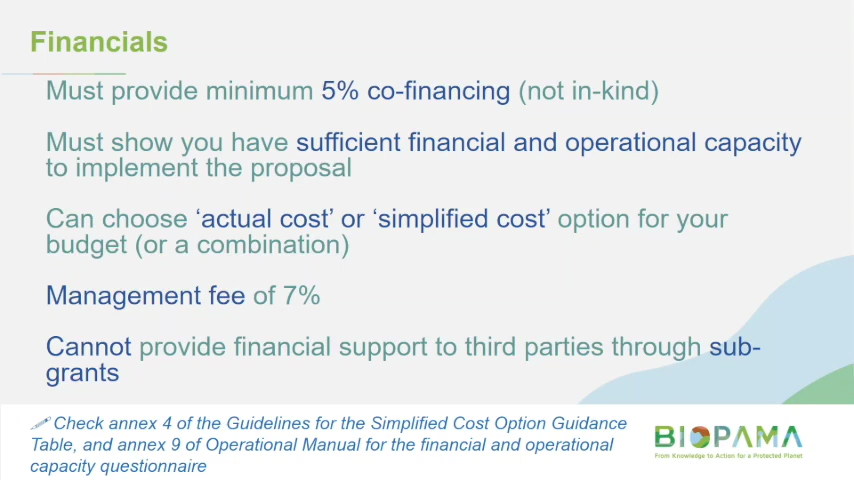 Financials
Must provide minimum 5% co-financing (not in-kind)
Must show you have sufficient financial and operational capacity
to implement the proposal
Can choose ‘actual cost’ or ‘simplified cost’ option for your
budget (or a combination)
Management fee of 7%
Cannot provide financial support to third parties through sub-
grants
Check annex 4 of the Guidelines for the Simplified Cost Option Guidance
Table, and annex 9 of Operational Manual for the financial and operational
capacity questionnaire
BIOPAMA
From Knowledge to Action for a Protected Planet